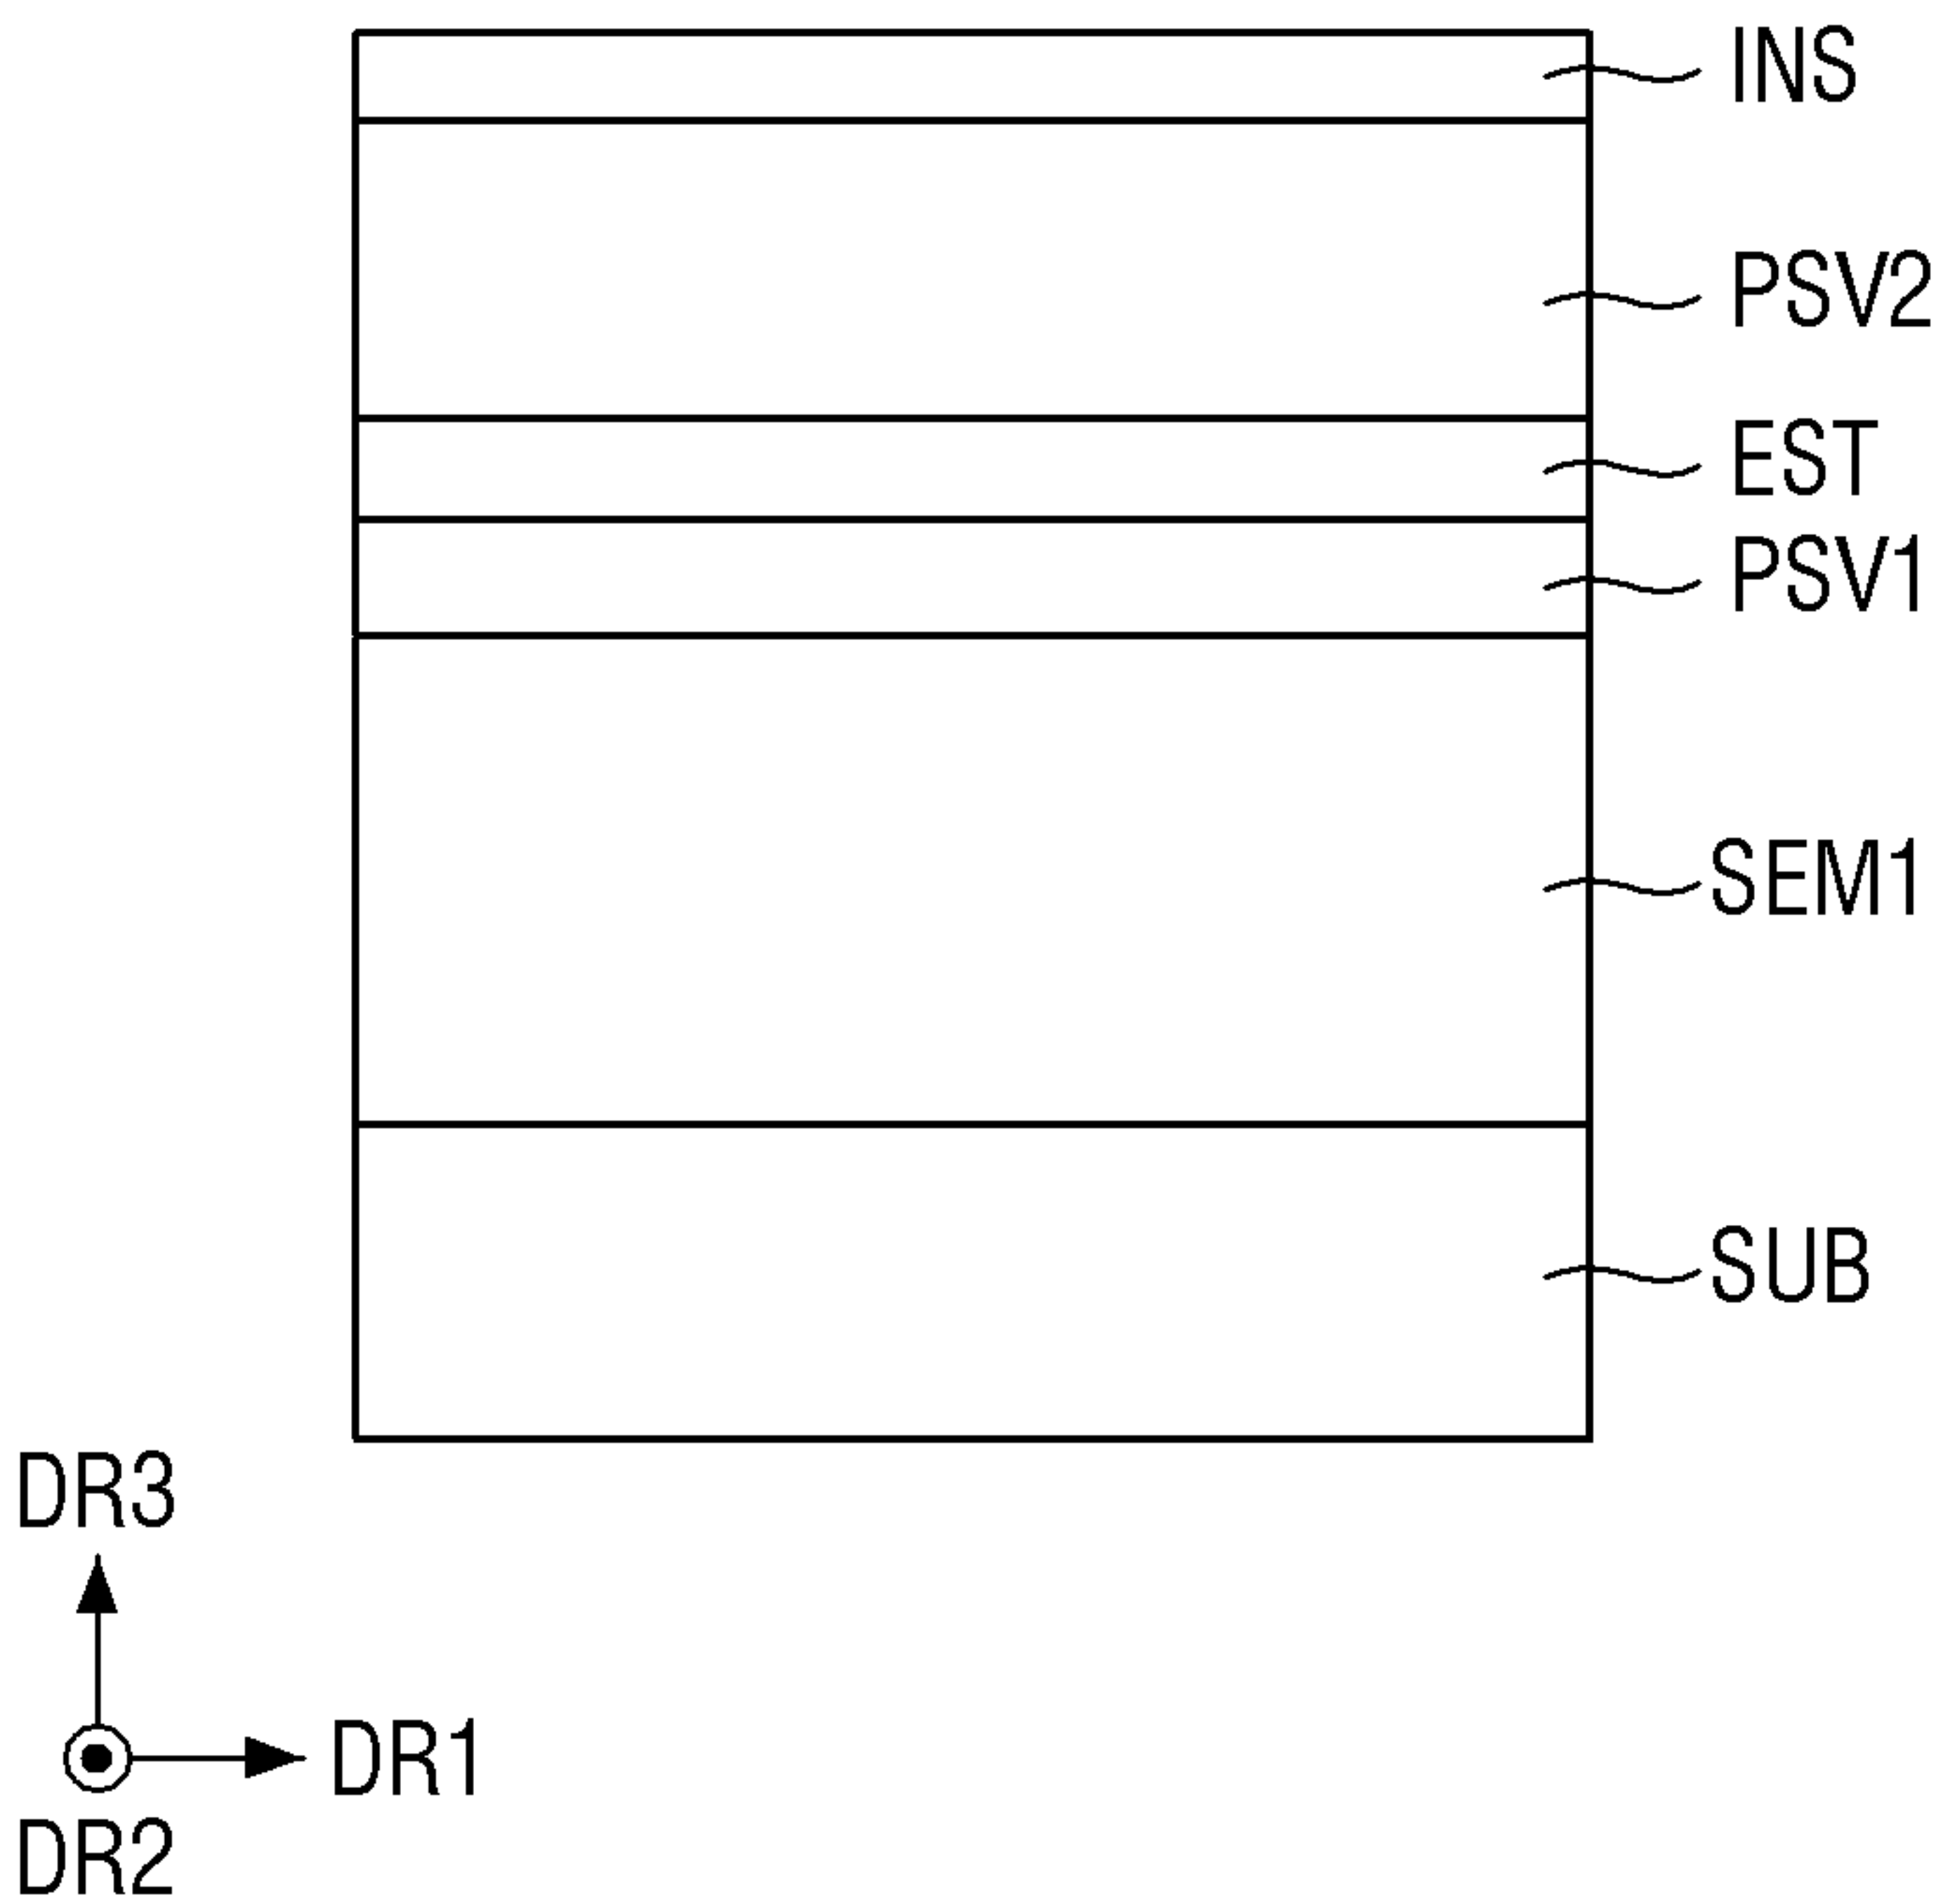 INS
PSV2
EST
PSV1
SEM1
SUB
DR3
DR1
DR2